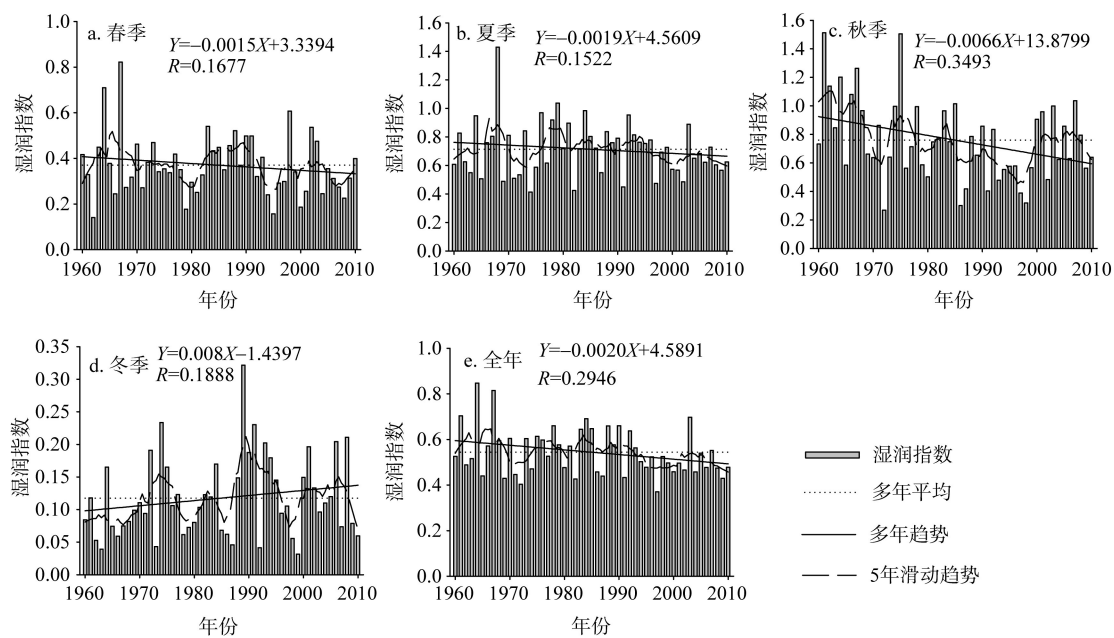 a. 春季
Y=−0.0015X+3.3394
R=0.1677
湿润指数
1.0
0.8
0.6
0.4
0.2
0.0
1960 1970 1980 1990 2000 2010
年份
b. 夏季
Y=−0.0019X+4.5609
R=0.1522
湿润指数
1.6
1.4
1.2
1.0
0.8
0.6
0.4
0.2
0.0
1960 1970 1980 1990 2000 2010
年份
c. 秋季
Y=−0.0066X+13.8799
R=0.3493
湿润指数
1.6
1.4
1.2
1.0
0.8
0.6
0.4
0.2
0.0
1960 1970 1980 1990 2000 2010
年份
d. 冬季
Y=0.008X−1.4397
R=0.1888
湿润指数
0.35
0.30
0.25
0.20
0.15
0.10
0.05
0.00
1960 1970 1980 1990 2000 2010
年份
e. 全年
Y=−0.0020X+4.5891
R=0.2946
湿润指数
1.0
0.8
0.6
0.4
0.2
0.0
1960 1970 1980 1990 2000 2010
年份
湿润指数
多年平均
多年趋势
5年滑动趋势